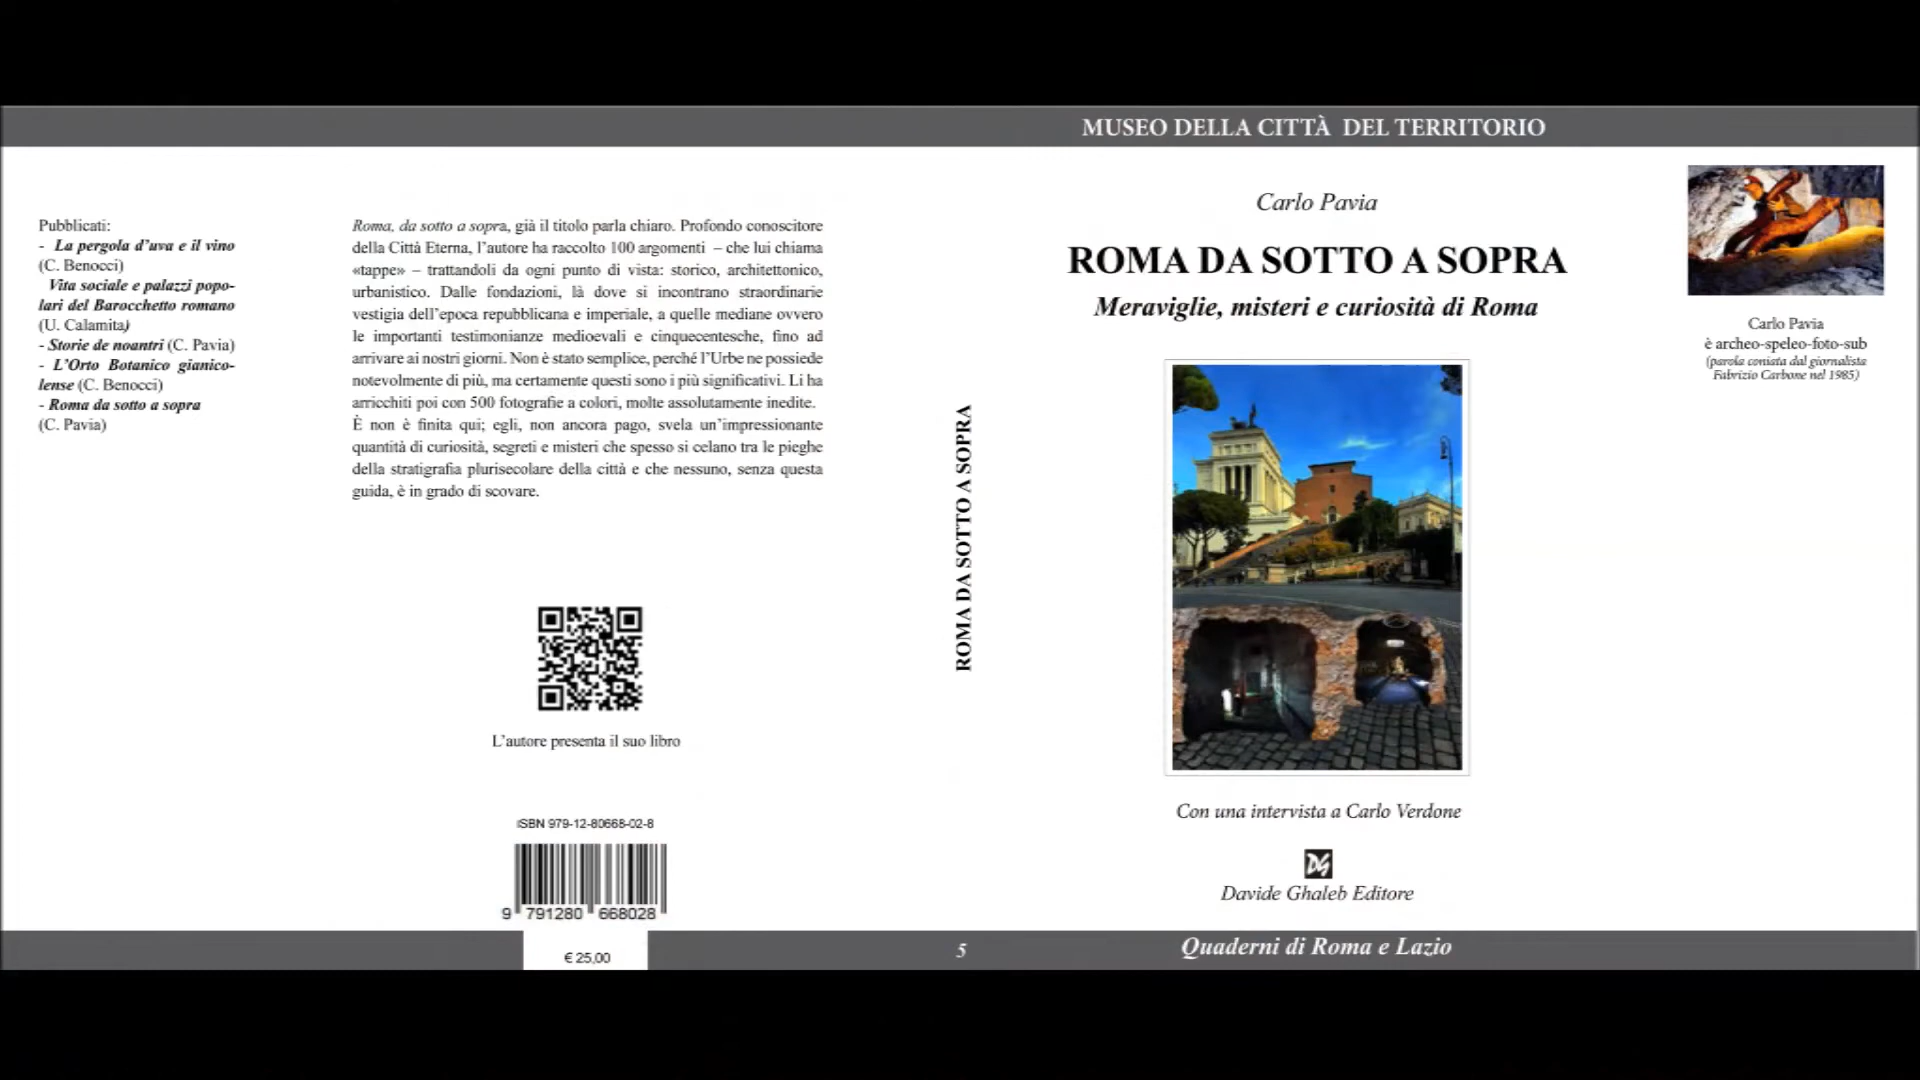 MUSEO DELLA CITTÀ DEL TERRITORIO
Pubblicati:
- La pergola d'uva e il vino
(C. Benocci)
Vita sociale e palazzi popo-
lari del Barocchetto romano
(U. Calamita)
- Storie de noantri (C. Pavia)
- L'Orto Botanico gianico-
lense (C. Benocci)
- Roma da sotto a sopra
(C. Pavia)
Roma, da sotto a sopra, già il titolo parla chiaro. Profondo conoscitore
della Città Eterna, l'autore ha raccolto 100 argomenti – che lui chiama
«tappe» – trattandoli da ogni punto di vista: storico, architettonico,
urbanistico. Dalle fondazioni, là dove si incontrano straordinarie
vestigia dell'epoca repubblicana e imperiale, a quelle mediane ovvero
le importanti testimonianze medioevali e cinquecentesche, fino ad
arrivare ai nostri giorni. Non è stato semplice, perché l'Urbe ne possiede
notevolmente di più, ma certamente questi sono i più significativi. Li ha
arricchiti poi con 500 fotografie a colori, molte assolutamente inedite.
È non è finita qui; egli, non ancora pago, svela un'impressionante
quantità di curiosità, segreti e misteri che spesso si celano tra le pieghe
della stratigrafia plurisecolare della città e che nessuno, senza questa
guida, è in grado di scovare.
L'autore presenta il suo libro
ISBN 979-12-80668-02-8
9 791280 668028
€ 25,00
ROMA DA SOTTO A SOPRA
5
Carlo Pavia
ROMA DA SOTTO A SOPRA
Meraviglie, misteri e curiosità di Roma
Con una intervista a Carlo Verdone
DG
Davide Ghaleb Editore
Quaderni di Roma e Lazio
Carlo Pavia
è archeo-speleo-foto-sub
(parola coniata dal giornalista
Fabrizio Carbone nel 1985)